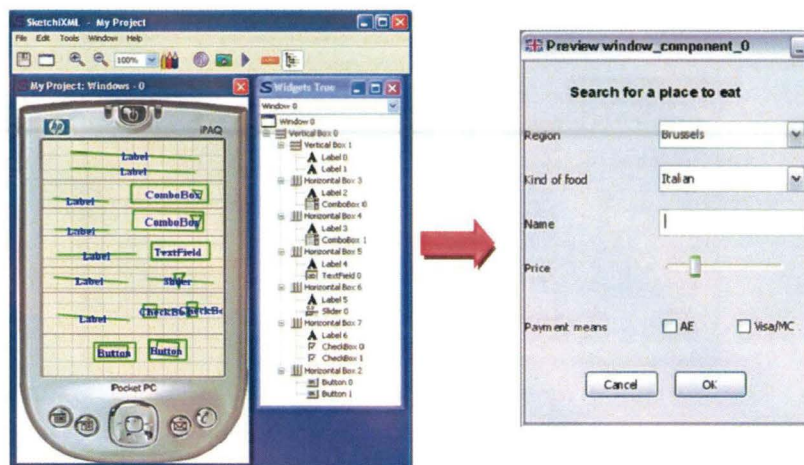 SketchiXML - My Project
File Edit Tools Window Help
100%
My Project: Windows - 0
hp
iPAQ
Label
Label
Label ComboBox
Label ComboBox
Label TextField
Label Slider
Label CheckBo CheckBo
Button Button
Pocket PC
Widgets Tree
Window 0
Window 0
Vertical Box 0
Vertical Box 1
Label 0
Label 1
Horizontal Box 3
Label 2
ComboBox 0
Horizontal Box 4
Label 3
ComboBox 1
Horizontal Box 5
Label 4
TextField 0
Horizontal Box 6
Label 5
Slider 0
Horizontal Box 7
Label 6
CheckBox 0
CheckBox 1
Horizontal Box 2
Button 0
Button 1
Preview window_component_0
Search for a place to eat
Region Brussels
Kind of food Italian
Name
Price
Payment means AE Visa/MC
Cancel OK